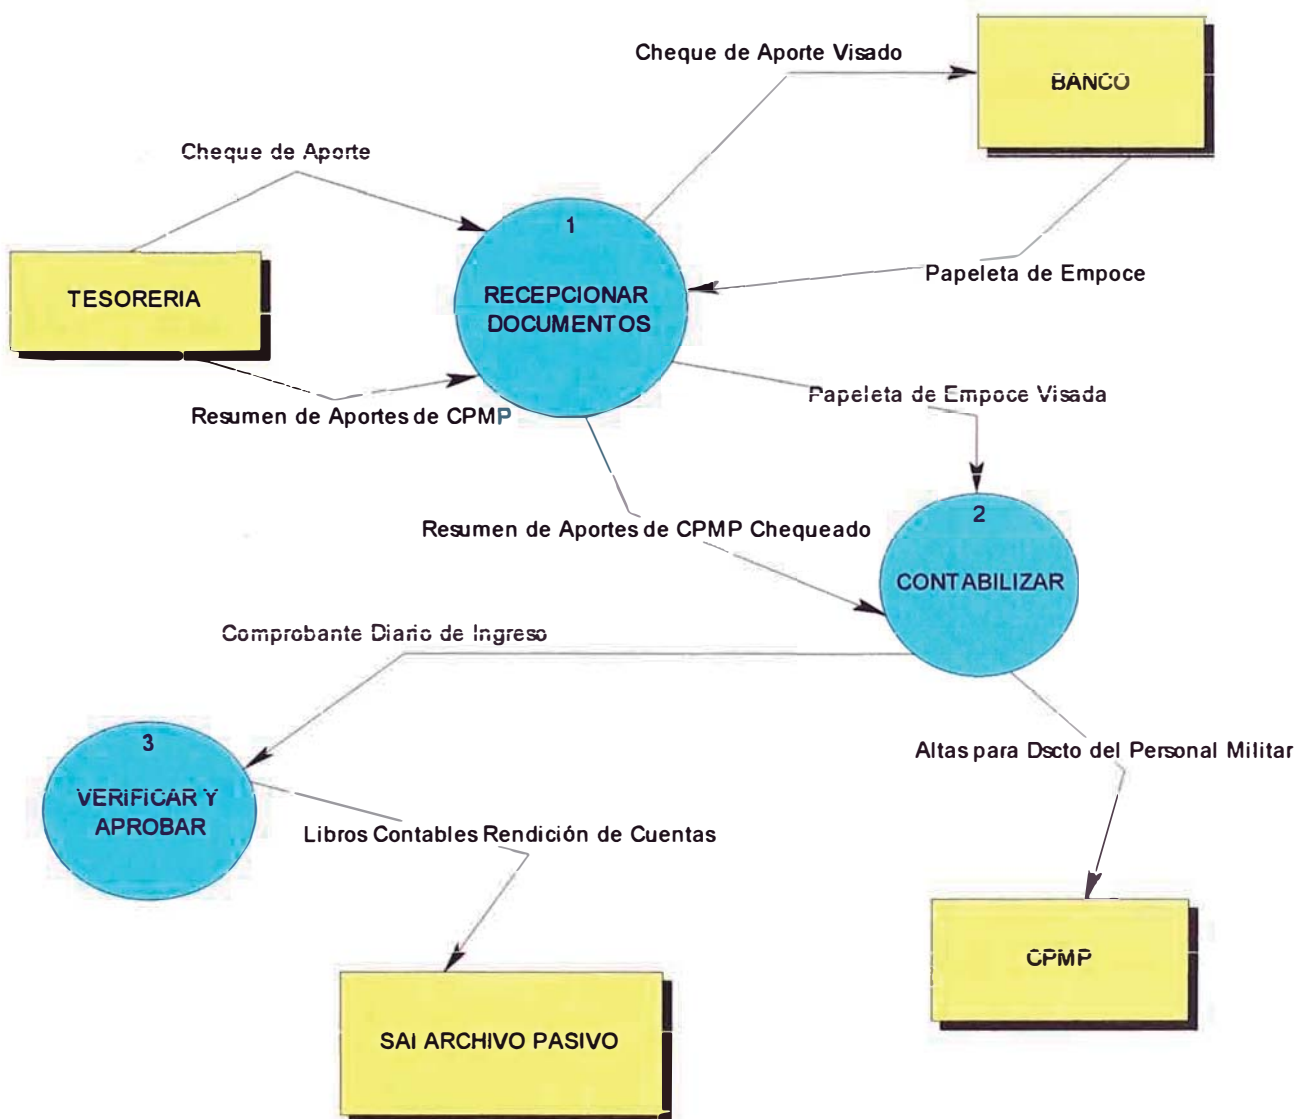 Cheque de Aporte Visado
BANCO
Cheque de Aporte
1
RECEPCIONAR
DOCUMENTOS
Papeleta de Empoce
TESORERIA
Resumen de Aportes de CPMP
Papeleta de Empoce Visada
2
CONTABILIZAR
Resumen de Aportes de CPMP Chequeado
Comprobante Diario de Ingreso
3
VERIFICAR Y
APROBAR
Altas para Dscto del Personal Militar
Libros Contables Rendición de Cuentas
CPMP
SAI ARCHIVO PASIVO